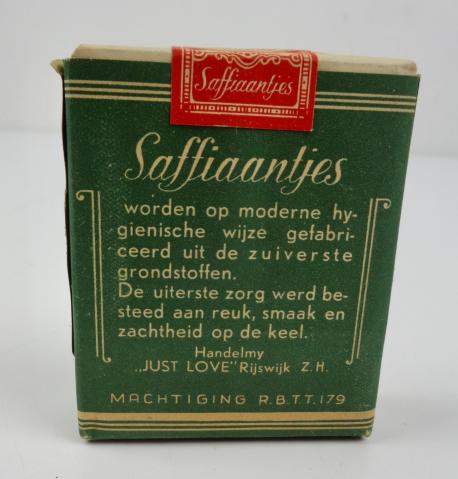 Saffiaantjes
Saffiaantjes
worden op moderne hy-
gienische wijze gefabri-
ceerd uit de zuiverste
grondstoffen.
De uiterste zorg werd be-
steed aan reuk, smaak en
zachtheid op de keel.
Handelmy
„JUST LOVE" Rijswijk Z.H.
MACHTIGING R.B.T.T. 179